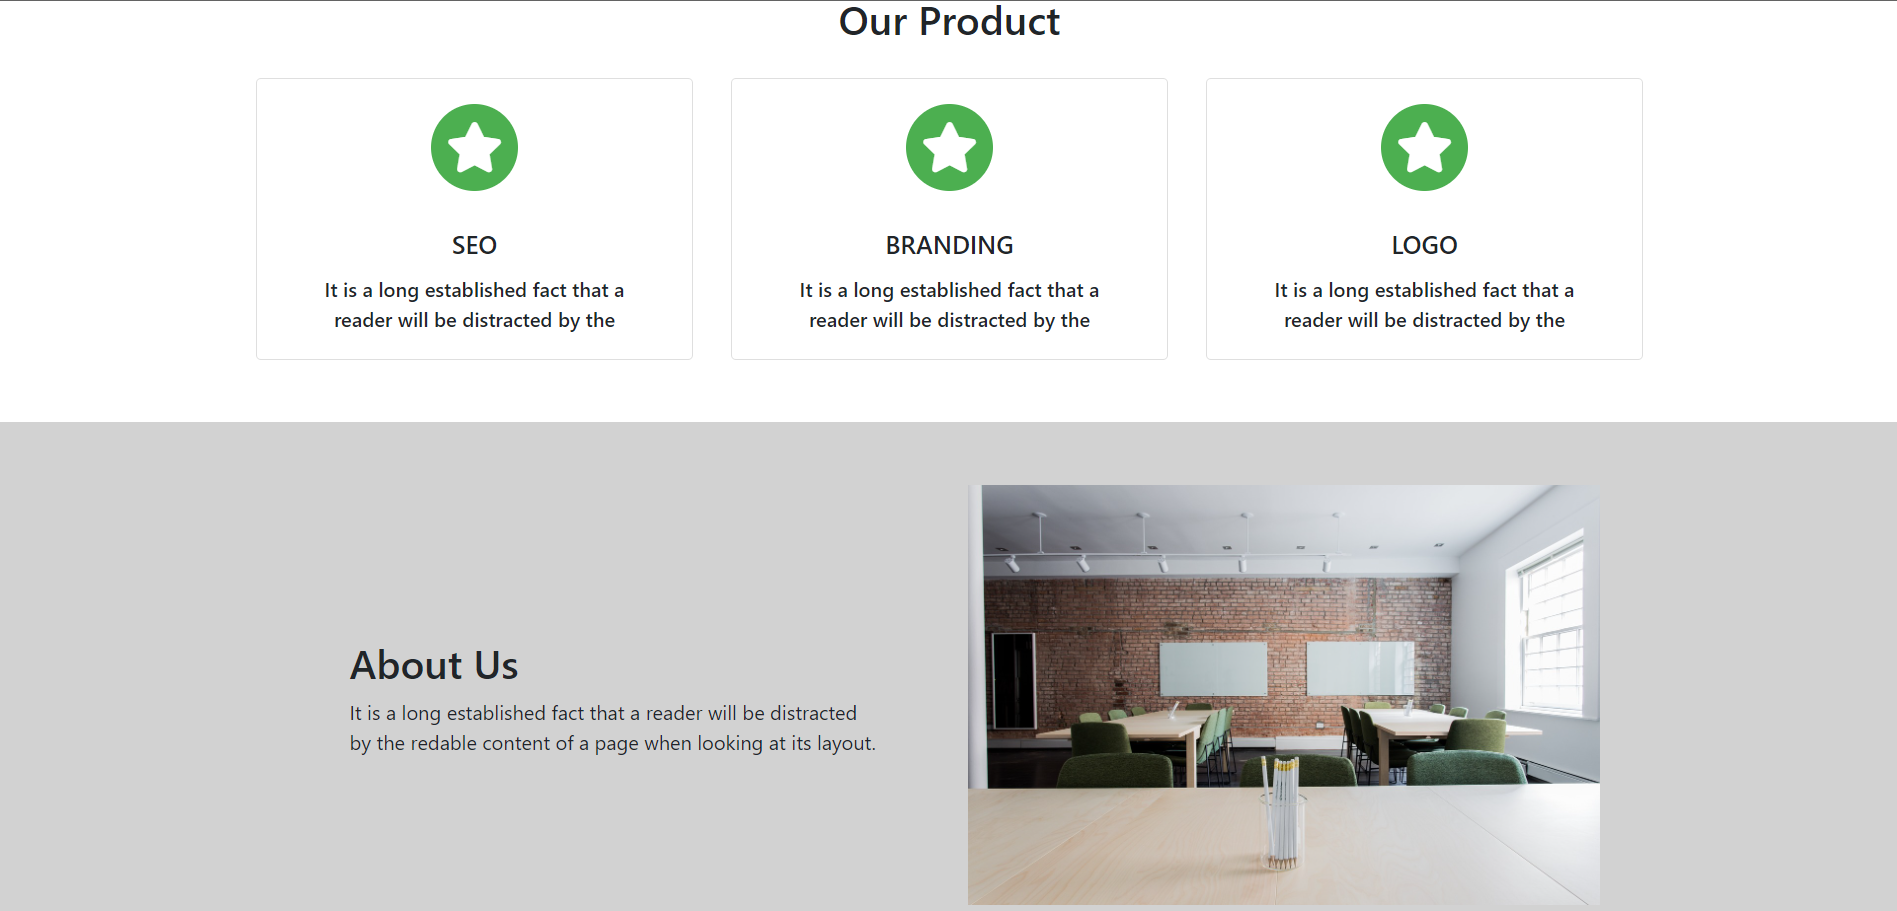 Our Product
SEO
It is a long established fact that a
reader will be distracted by the
BRANDING
It is a long established fact that a
reader will be distracted by the
LOGO
It is a long established fact that a
reader will be distracted by the
About Us
It is a long established fact that a reader will be distracted
by the redable content of a page when looking at its layout.